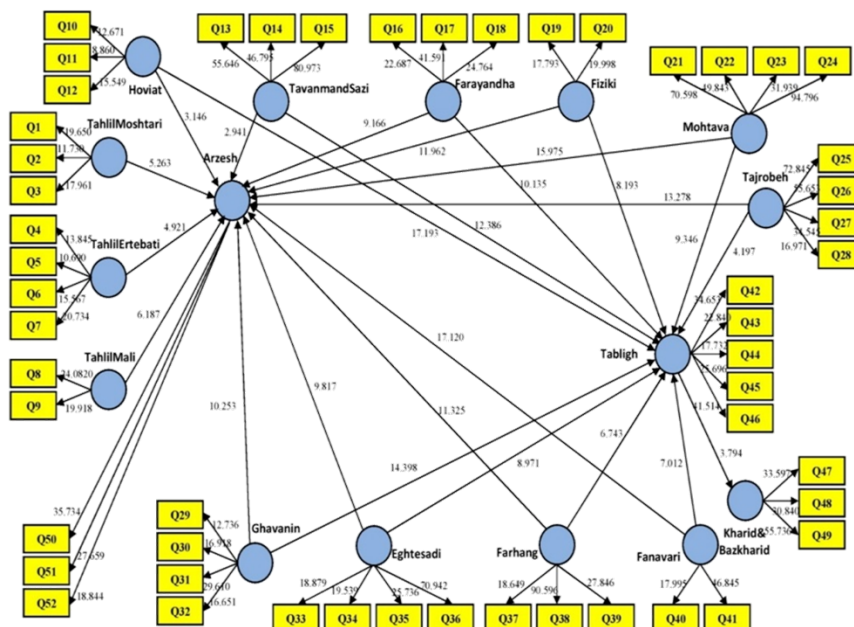 Q10
Q11
Q12
12.671
8.860
15.549
Hoviat
Q13
Q14
Q15
55.646
46.795
80.973
TavanmandSazi
Q16
Q17
Q18
22.687
41.591
24.764
Farayandha
Q19
Q20
17.793
19.998
Fiziki
Q21
Q22
Q23
Q24
70.598
49.843
31.939
94.796
Mohtava
Q1
Q2
Q3
19.650
11.730
17.961
TahlilMoshtari
3.146
2.941
9.166
11.962
15.975
Arzesh
5.263
Tajrobeh
Q25
Q26
Q27
Q28
72.845
34.545
16.971
13.278
Q4
Q5
Q6
Q7
13.845
10.690
15.567
20.734
TahlilErtebati
4.921
17.193
12.386
10.135
8.193
9.346
4.197
Q8
Q9
24.0820
19.918
TahlilMali
6.187
Tabligh
Q42
Q43
Q44
Q45
Q46
22.840
17.732
41.514
17.120
9.817
11.325
10.253
14.398
8.971
6.743
7.012
3.794
Q47
Q48
Q49
33.597
55.736
Kharid&
Bazkharid
35.734
27.659
18.844
Q50
Q51
Q52
Q29
Q30
Q31
Q32
12.736
16.918
29.610
16.651
Ghavanin
Eghtesadi
18.879
19.539
25.736
70.942
Q33
Q34
Q35
Q36
Farhang
18.649
90.596
27.846
Q37
Q38
Q39
Fanavari
17.995
46.845
Q40
Q41